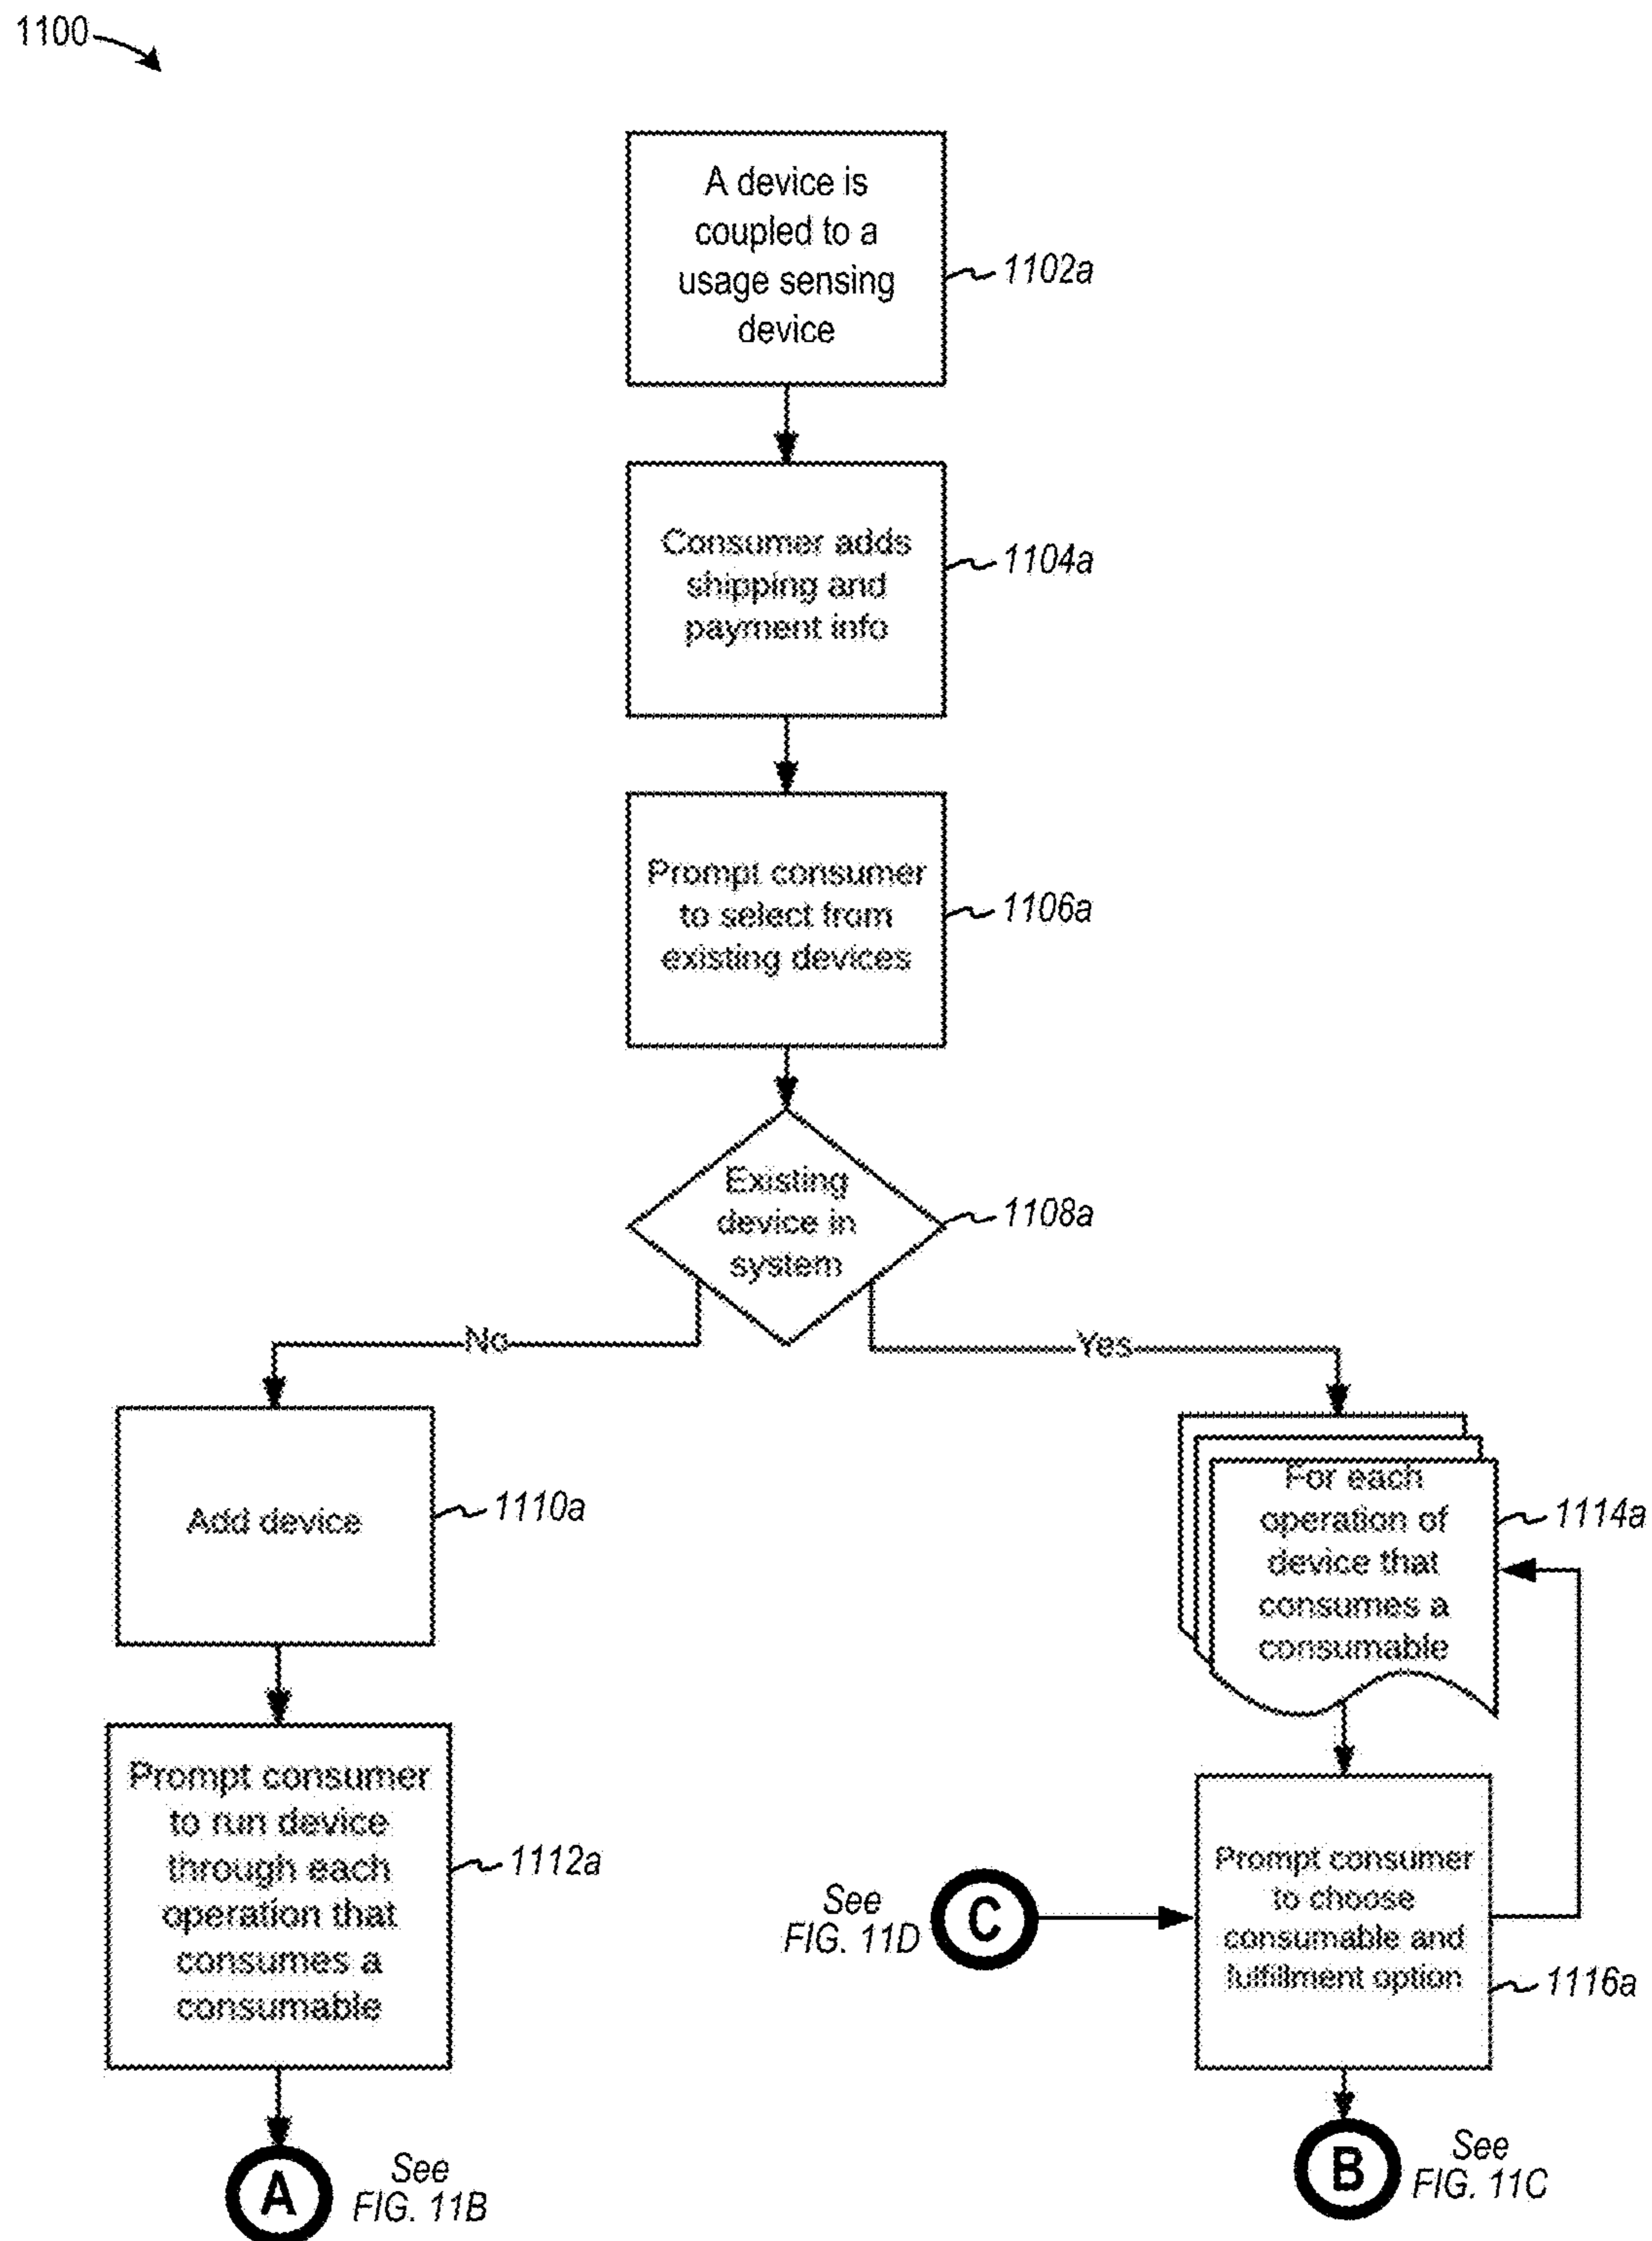 1100
A device is
coupled to a
usage sensing
device
1102a
Consumer adds
shipping and
payment info
1104a
Prompt consumer
to select from
existing devices
1106a
Existing
device in
system
1108a
No
Yes
Add device
1110a
For each
operation of
device that
consumes a
consumable
1114a
Prompt consumer
to run device
through each
operation that
consumes a
consumable
1112a
See
FIG. 11D
C
Prompt consumer
to choose
consumable and
fulfillment option
1116a
A
See
FIG. 11B
B
See
FIG. 11C